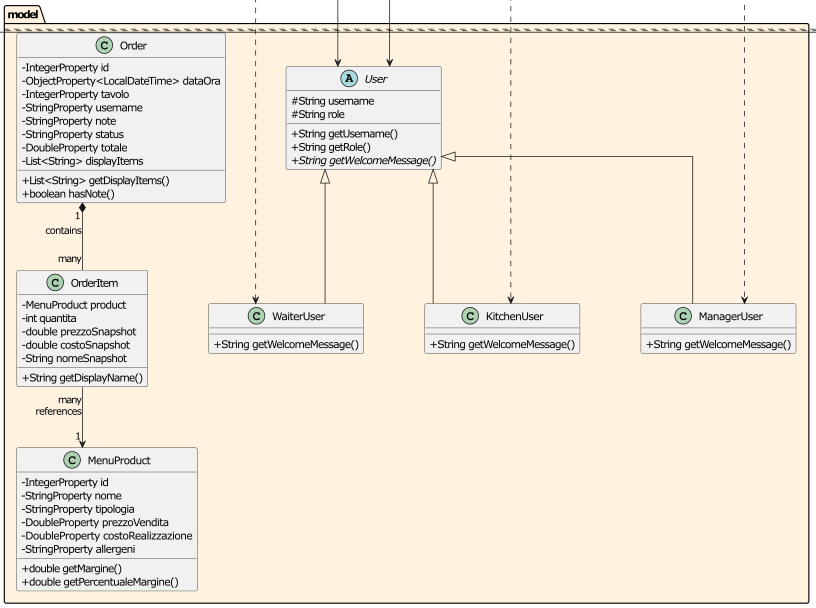 model
C Order
-IntegerProperty id
-ObjectProperty<LocalDateTime> dataOra
-IntegerProperty tavolo
-StringProperty username
-StringProperty note
-StringProperty status
-DoubleProperty totale
-List<String> displayItems
+List<String> getDisplayItems()
+boolean hasNote()
A User
#String username
#String role
+String getUsername()
+String getRole()
+String getWelcomeMessage()
1
contains
many
C OrderItem
-MenuProduct product
-int quantita
-double prezzoSnapshot
-double costoSnapshot
-String nomeSnapshot
+String getDisplayName()
C WaiterUser
+String getWelcomeMessage()
C KitchenUser
+String getWelcomeMessage()
C ManagerUser
+String getWelcomeMessage()
many
references
1
C MenuProduct
-IntegerProperty id
-StringProperty nome
-StringProperty tipologia
-DoubleProperty prezzoVendita
-DoubleProperty costoRealizzazione
-StringProperty allergeni
+double getMargine()
+double getPercentualeMargine()